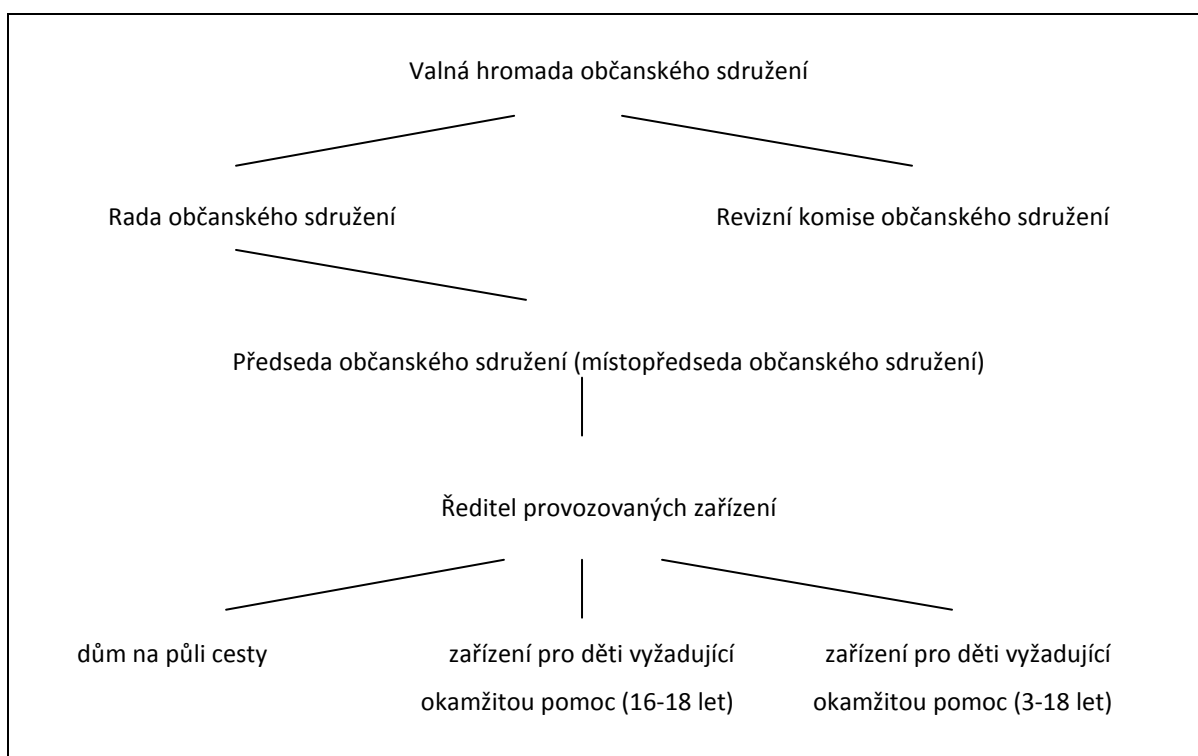 Valná hromada občanského sdružení
Rada občanského sdružení
Revizní komise občanského sdružení
Předseda občanského sdružení (místopředseda občanského sdružení)
Ředitel provozovaných zařízení
dům na půli cesty
zařízení pro děti vyžadující
okamžitou pomoc (16-18 let)
zařízení pro děti vyžadující
okamžitou pomoc (3-18 let)